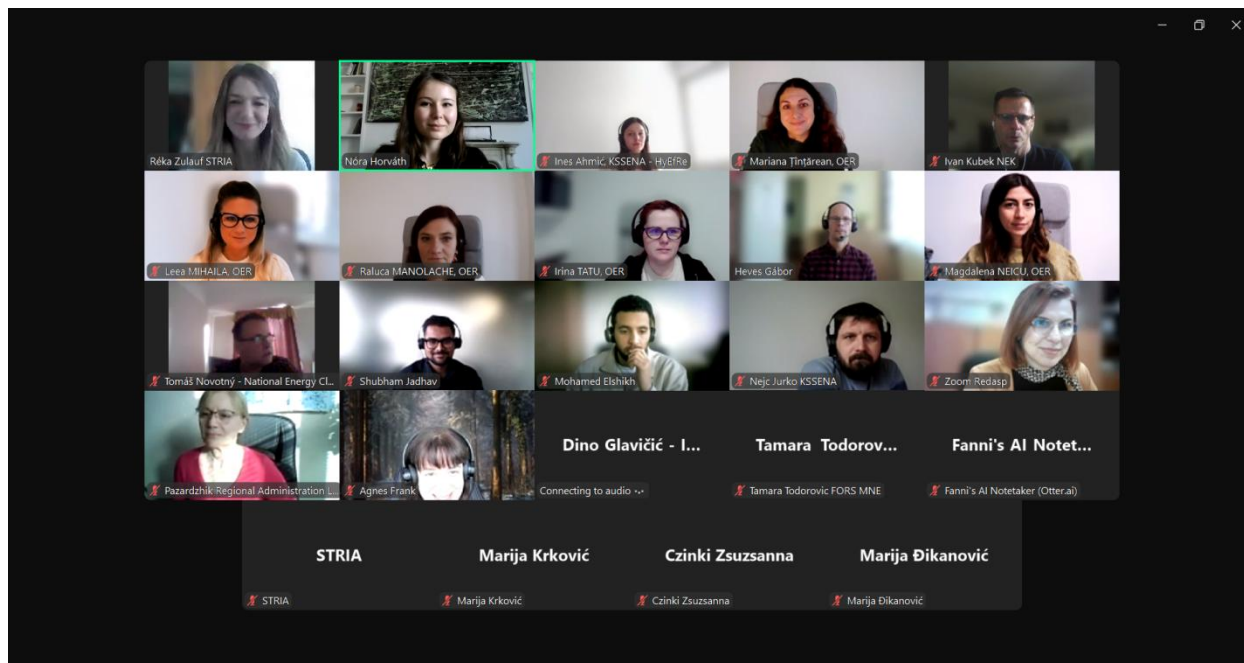 Réka Zulauf STRIA
Nóra Horváth
Ines Ahmić, KSSENA - HyEfRe
Mariana Țînțărean, OER
Ivan Kubek NEK
Leea MIHAILA, OER
Raluca MANOLACHE, OER
Irina TATU, OER
Heves Gábor
Magdalena NEICU, OER
Tomáš Novotný - National Energy Cl...
Shubham Jadhav
Mohamed Elshikh
Nejc Jurko KSSENA
Zoom Redasp
Pazardzhik Regional Administration L...
Agnes Frank
Dino Glavičić - I...
Connecting to audio
Tamara Todorov...
Tamara Todorovic FORS MNE
Fanni's AI Notet...
Fanni's AI Notetaker (Otter.ai)
STRIA
STRIA
Marija Krković
Marija Krković
Czinki Zsuzsanna
Czinki Zsuzsanna
Marija Đikanović
Marija Đikanović